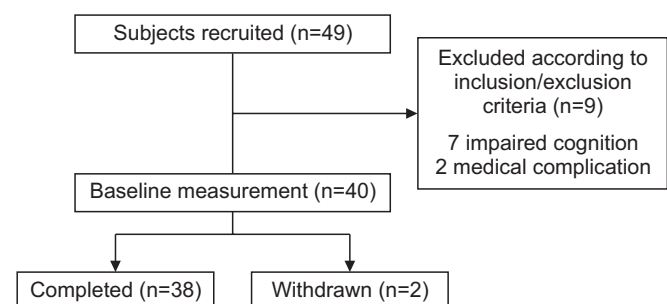 Subjects recruited (n=49)
Excluded according to
inclusion/exclusion
criteria (n=9)
7 impaired cognition
2 medical complication
Baseline measurement (n=40)
Completed (n=38)
Withdrawn (n=2)